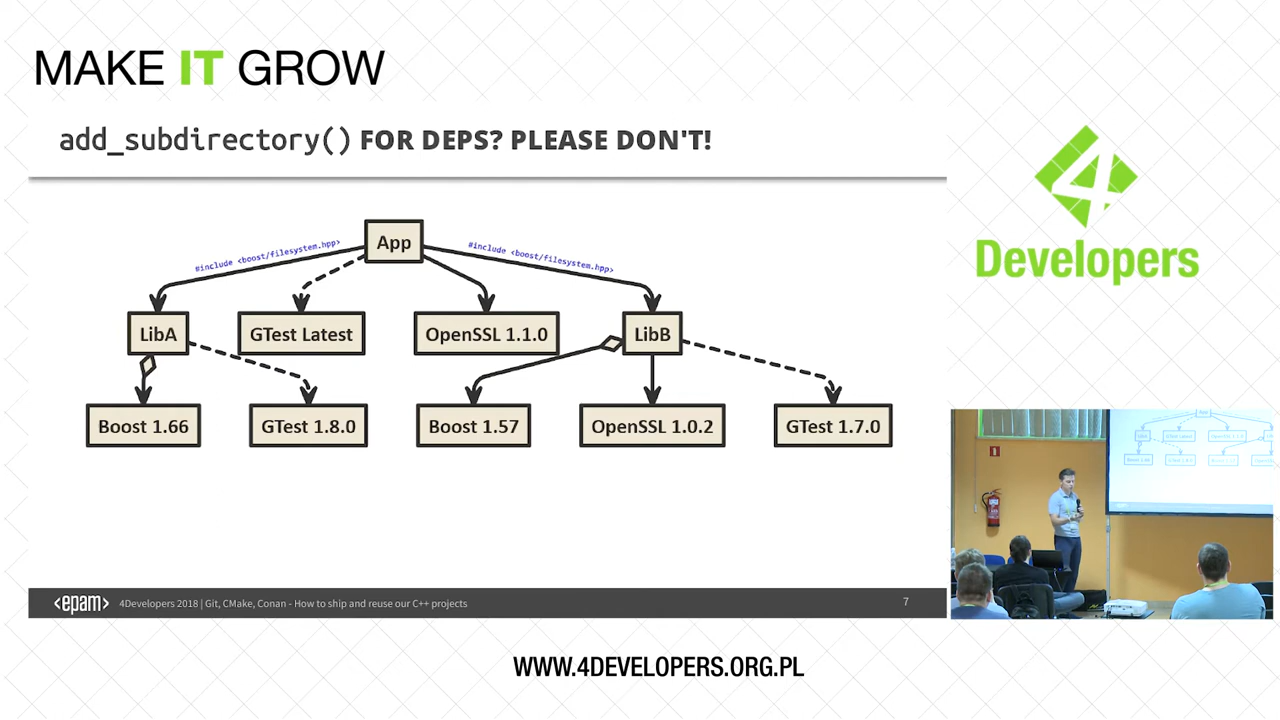 MAKE IT GROW
add_subdirectory() FOR DEPS? PLEASE DON'T!
4
Developers
App
#include <boost/filesystem.hpp>
#include <boost/filesystem.hpp>
LibA
GTest Latest
OpenSSL 1.1.0
LibB
Boost 1.66
GTest 1.8.0
Boost 1.57
OpenSSL 1.0.2
GTest 1.7.0
<epam>
4Developers 2018 | Git, CMake, Conan - How to ship and reuse our C++ projects
7
WWW.4DEVELOPERS.ORG.PL